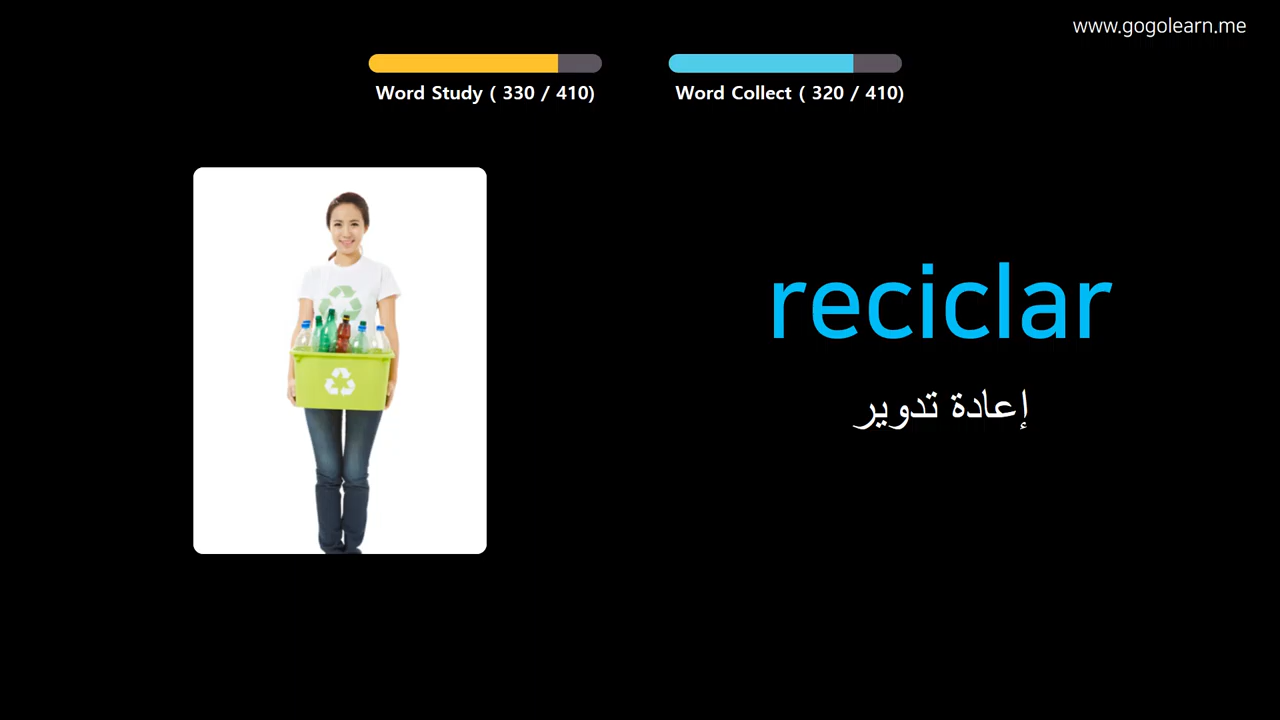 www.gogolearn.me
Word Study ( 330 / 410)
Word Collect ( 320 / 410)
reciclar
إعادة تدوير